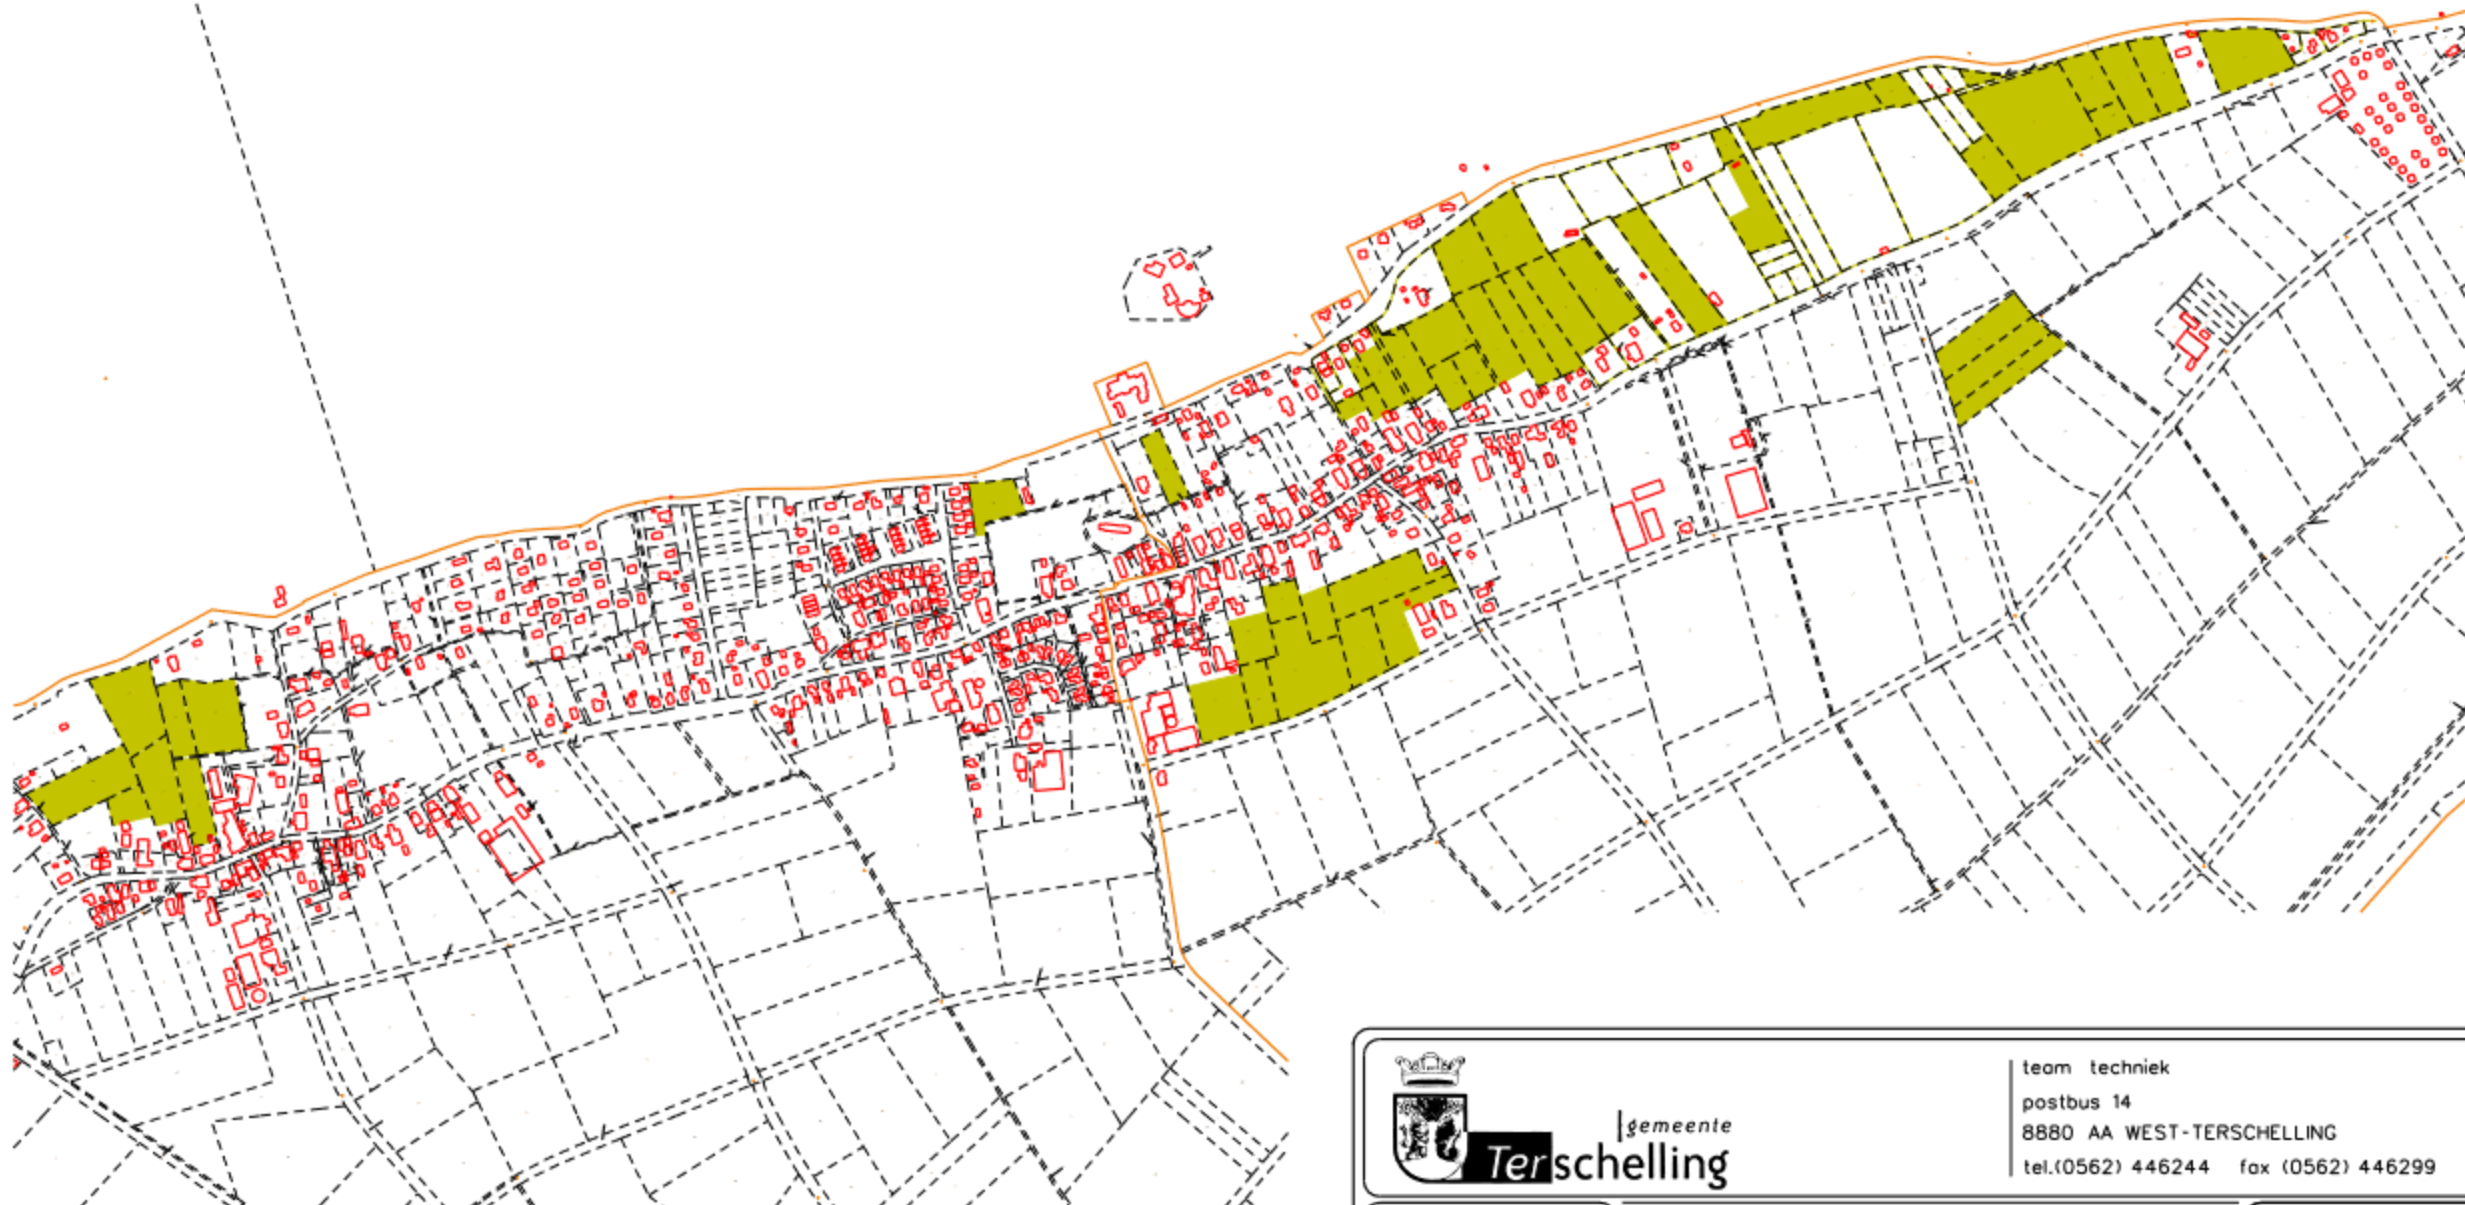 gemeente
Terschelling
team techniek
postbus 14
8880 AA WEST-TERSCHELLING
tel.(0562) 446244 fax (0562) 446299